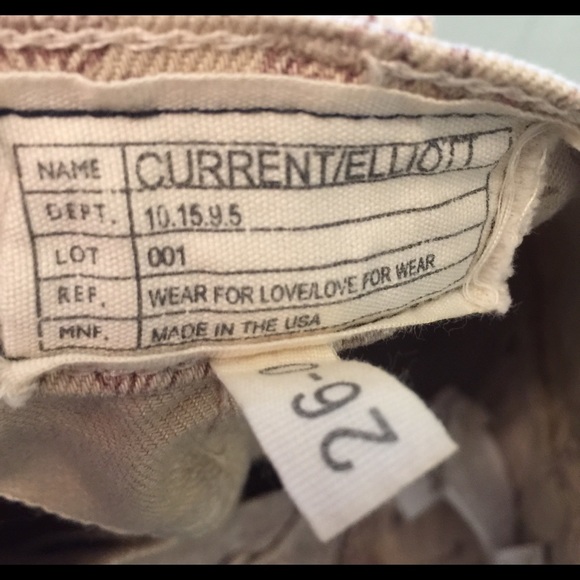 NAME CURRENT/ELLIOTT
DEPT. 10.15.9.5
LOT 001
REF. WEAR FOR LOVE/LOVE FOR WEAR
MNF. MADE IN THE USA
26-0